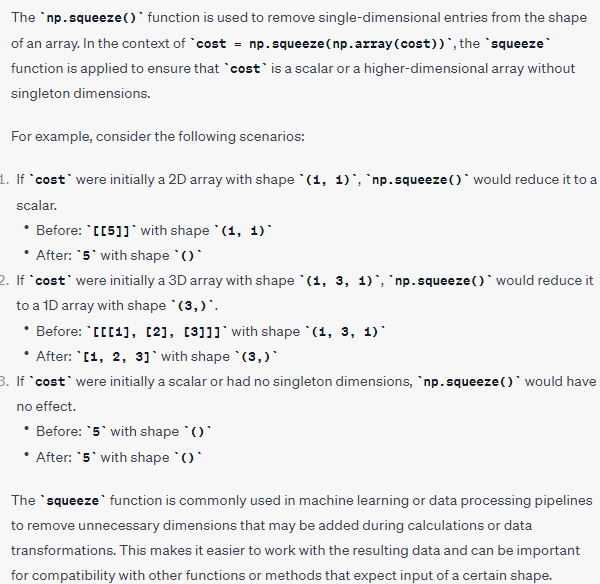 The `np.squeeze()` function is used to remove single-dimensional entries from the shape
of an array. In the context of `cost = np.squeeze(np.array(cost))`, the `squeeze`
function is applied to ensure that `cost` is a scalar or a higher-dimensional array without
singleton dimensions.
For example, consider the following scenarios:
1. If `cost` were initially a 2D array with shape `(1, 1)`, `np.squeeze()` would reduce it to a
scalar.
• Before: `[[5]]` with shape `(1, 1)`
• After: `5` with shape `()`
2. If `cost` were initially a 3D array with shape `(1, 3, 1)`, `np.squeeze()` would reduce it
to a 1D array with shape `(3,)`.
• Before: `[[[1], [2], [3]]]` with shape `(1, 3, 1)`
• After: `[1, 2, 3]` with shape `(3,)`
3. If `cost` were initially a scalar or had no singleton dimensions, `np.squeeze()` would have
no effect.
• Before: `5` with shape `()`
• After: `5` with shape `()`
The `squeeze` function is commonly used in machine learning or data processing pipelines
to remove unnecessary dimensions that may be added during calculations or data
transformations. This makes it easier to work with the resulting data and can be important
for compatibility with other functions or methods that expect input of a certain shape.